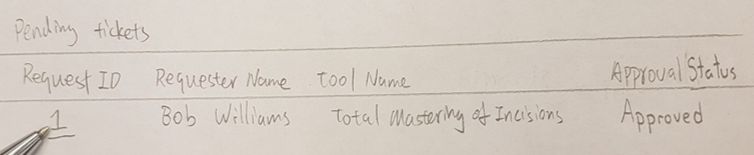 Pending tickets
Request ID Requester Name Tool Name Approval Status
1 Bob Williams Total Mastering of Incisions Approved